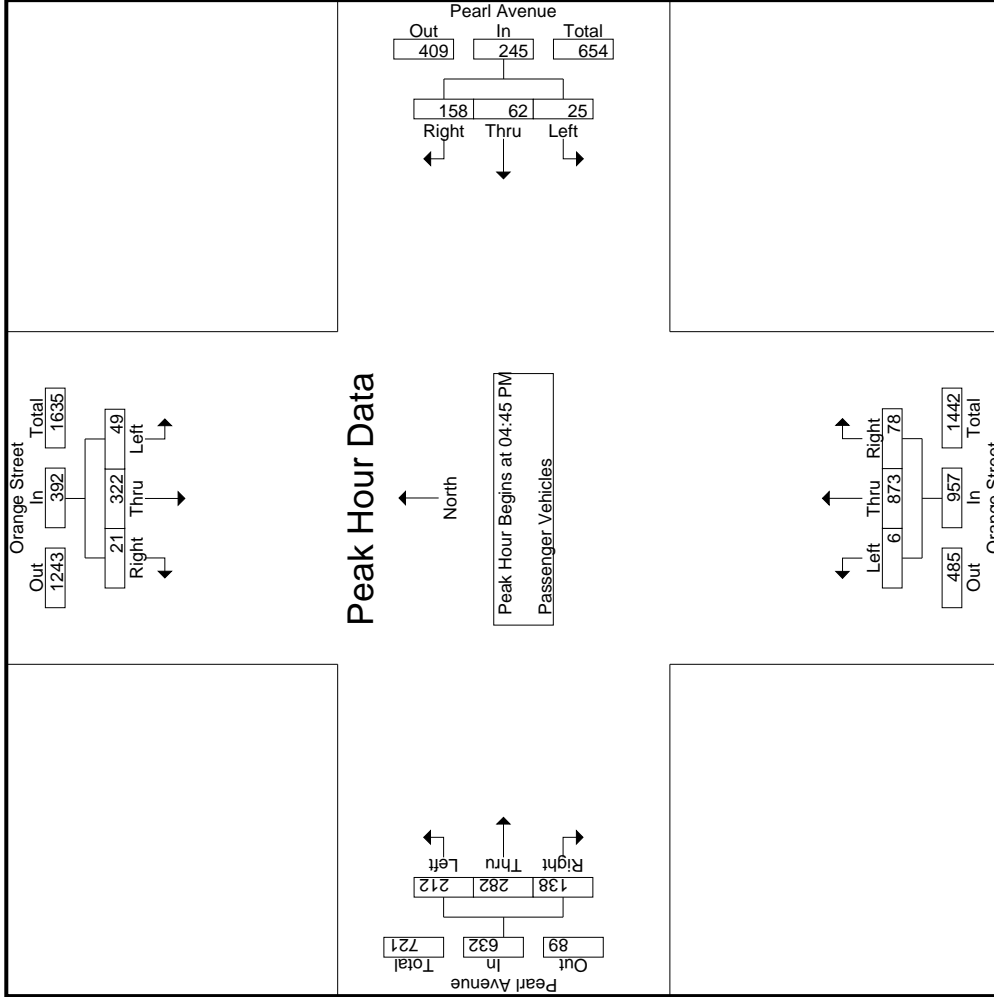 Pearl Avenue
Out In Total
409 245 654
158 62 25
Right Thru Left
Orange Street
Out In Total
1243 392 1635
21 322 49
Right Thru Left
Peak Hour Data
North
Peak Hour Begins at 04:45 PM
Passenger Vehicles
Left Thru Right
6 873 78
485 957 1442
Out In Total
Orange Street
Left Thru Right
212 282 138
721 632 89
Total In Out
Pearl Avenue